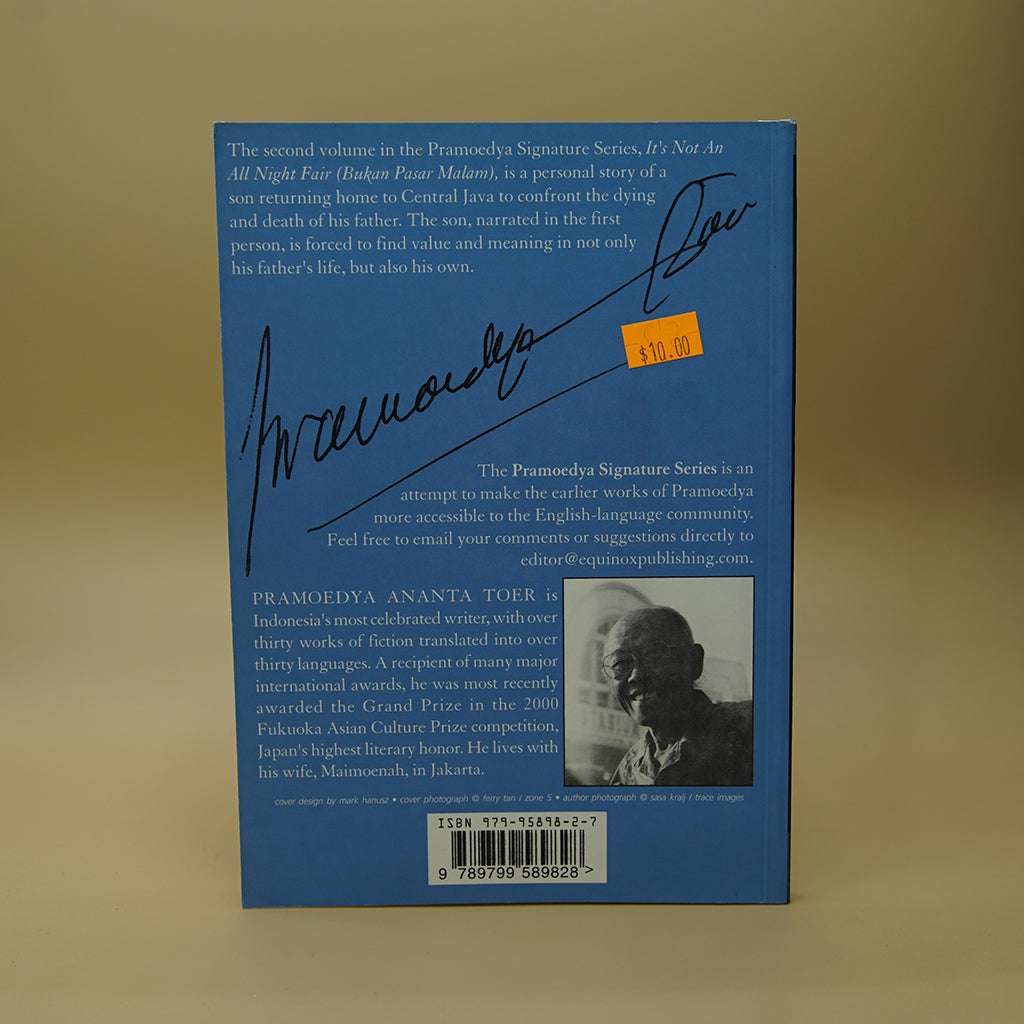 The second volume in the Pramoedya Signature Series, It's Not An
All Night Fair (Bukan Pasar Malam), is a personal story of a
son returning home to Central Java to confront the dying
and death of his father. The son, narrated in the first
person, is forced to find value and meaning in not only
his father's life, but also his own.
Pramoedya Toer
$10.00
The Pramoedya Signature Series is an
attempt to make the earlier works of Pramoedya
more accessible to the English-language community.
Feel free to email your comments or suggestions directly to
editor@equinoxpublishing.com.
PRAMOEDYA ANANTA TOER is
Indonesia's most celebrated writer, with over
thirty works of fiction translated into over
thirty languages. A recipient of many major
international awards, he was most recently
awarded the Grand Prize in the 2000
Fukuoka Asian Culture Prize competition,
Japan's highest literary honor. He lives with
his wife, Maimoenah, in Jakarta.
cover design by mark hanusz • cover photograph © ferry tan / zone 5 • author photograph © sasa kralj / trace images
ISBN 979-95898-2-7
9 789799 589828 >